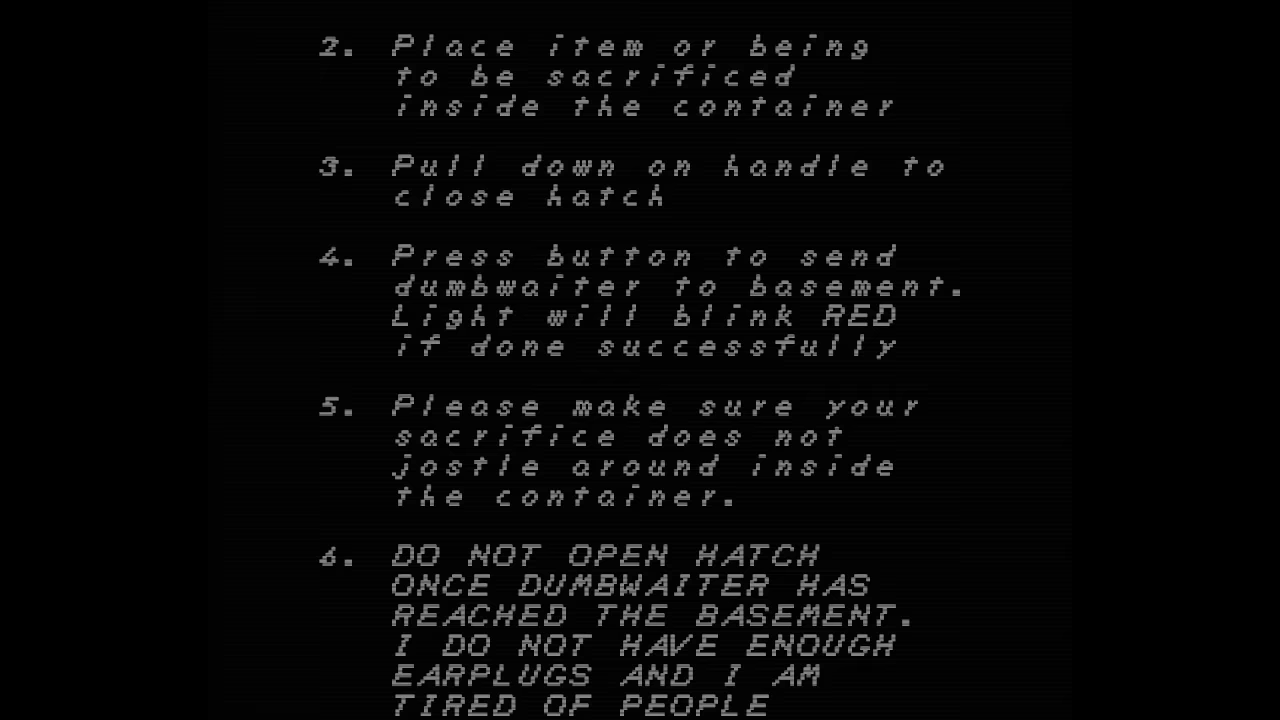 2. Place item or being
to be sacrificed
inside the container
3. Pull down on handle to
close hatch
4. Press button to send
dumbwaiter to basement.
Light will blink RED
if done successfully
5. Please make sure your
sacrifice does not
jostle around inside
the container.
6. DO NOT OPEN HATCH
ONCE DUMBWAITER HAS
REACHED THE BASEMENT.
I DO NOT HAVE ENOUGH
EARPLUGS AND I AM
TIRED OF PEOPLE